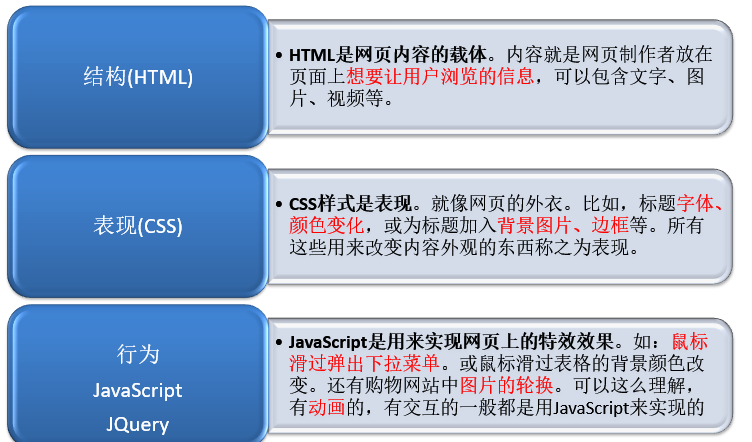 结构(HTML)
• HTML是网页内容的载体。内容就是网页制作者放在
页面上想要让用户浏览的信息，可以包含文字、图
片、视频等。
表现(CSS)
• CSS样式是表现。就像网页的外衣。比如，标题字体、
颜色变化，或为标题加入背景图片、边框等。所有
这些用来改变内容外观的东西称之为表现。
行为
JavaScript
JQuery
• JavaScript是用来实现网页上的特效效果。如：鼠标
滑过弹出下拉菜单。或鼠标滑过表格的背景颜色改
变。还有购物网站中图片的轮换。可以这么理解，
有动画的，有交互的一般都是用JavaScript来实现的